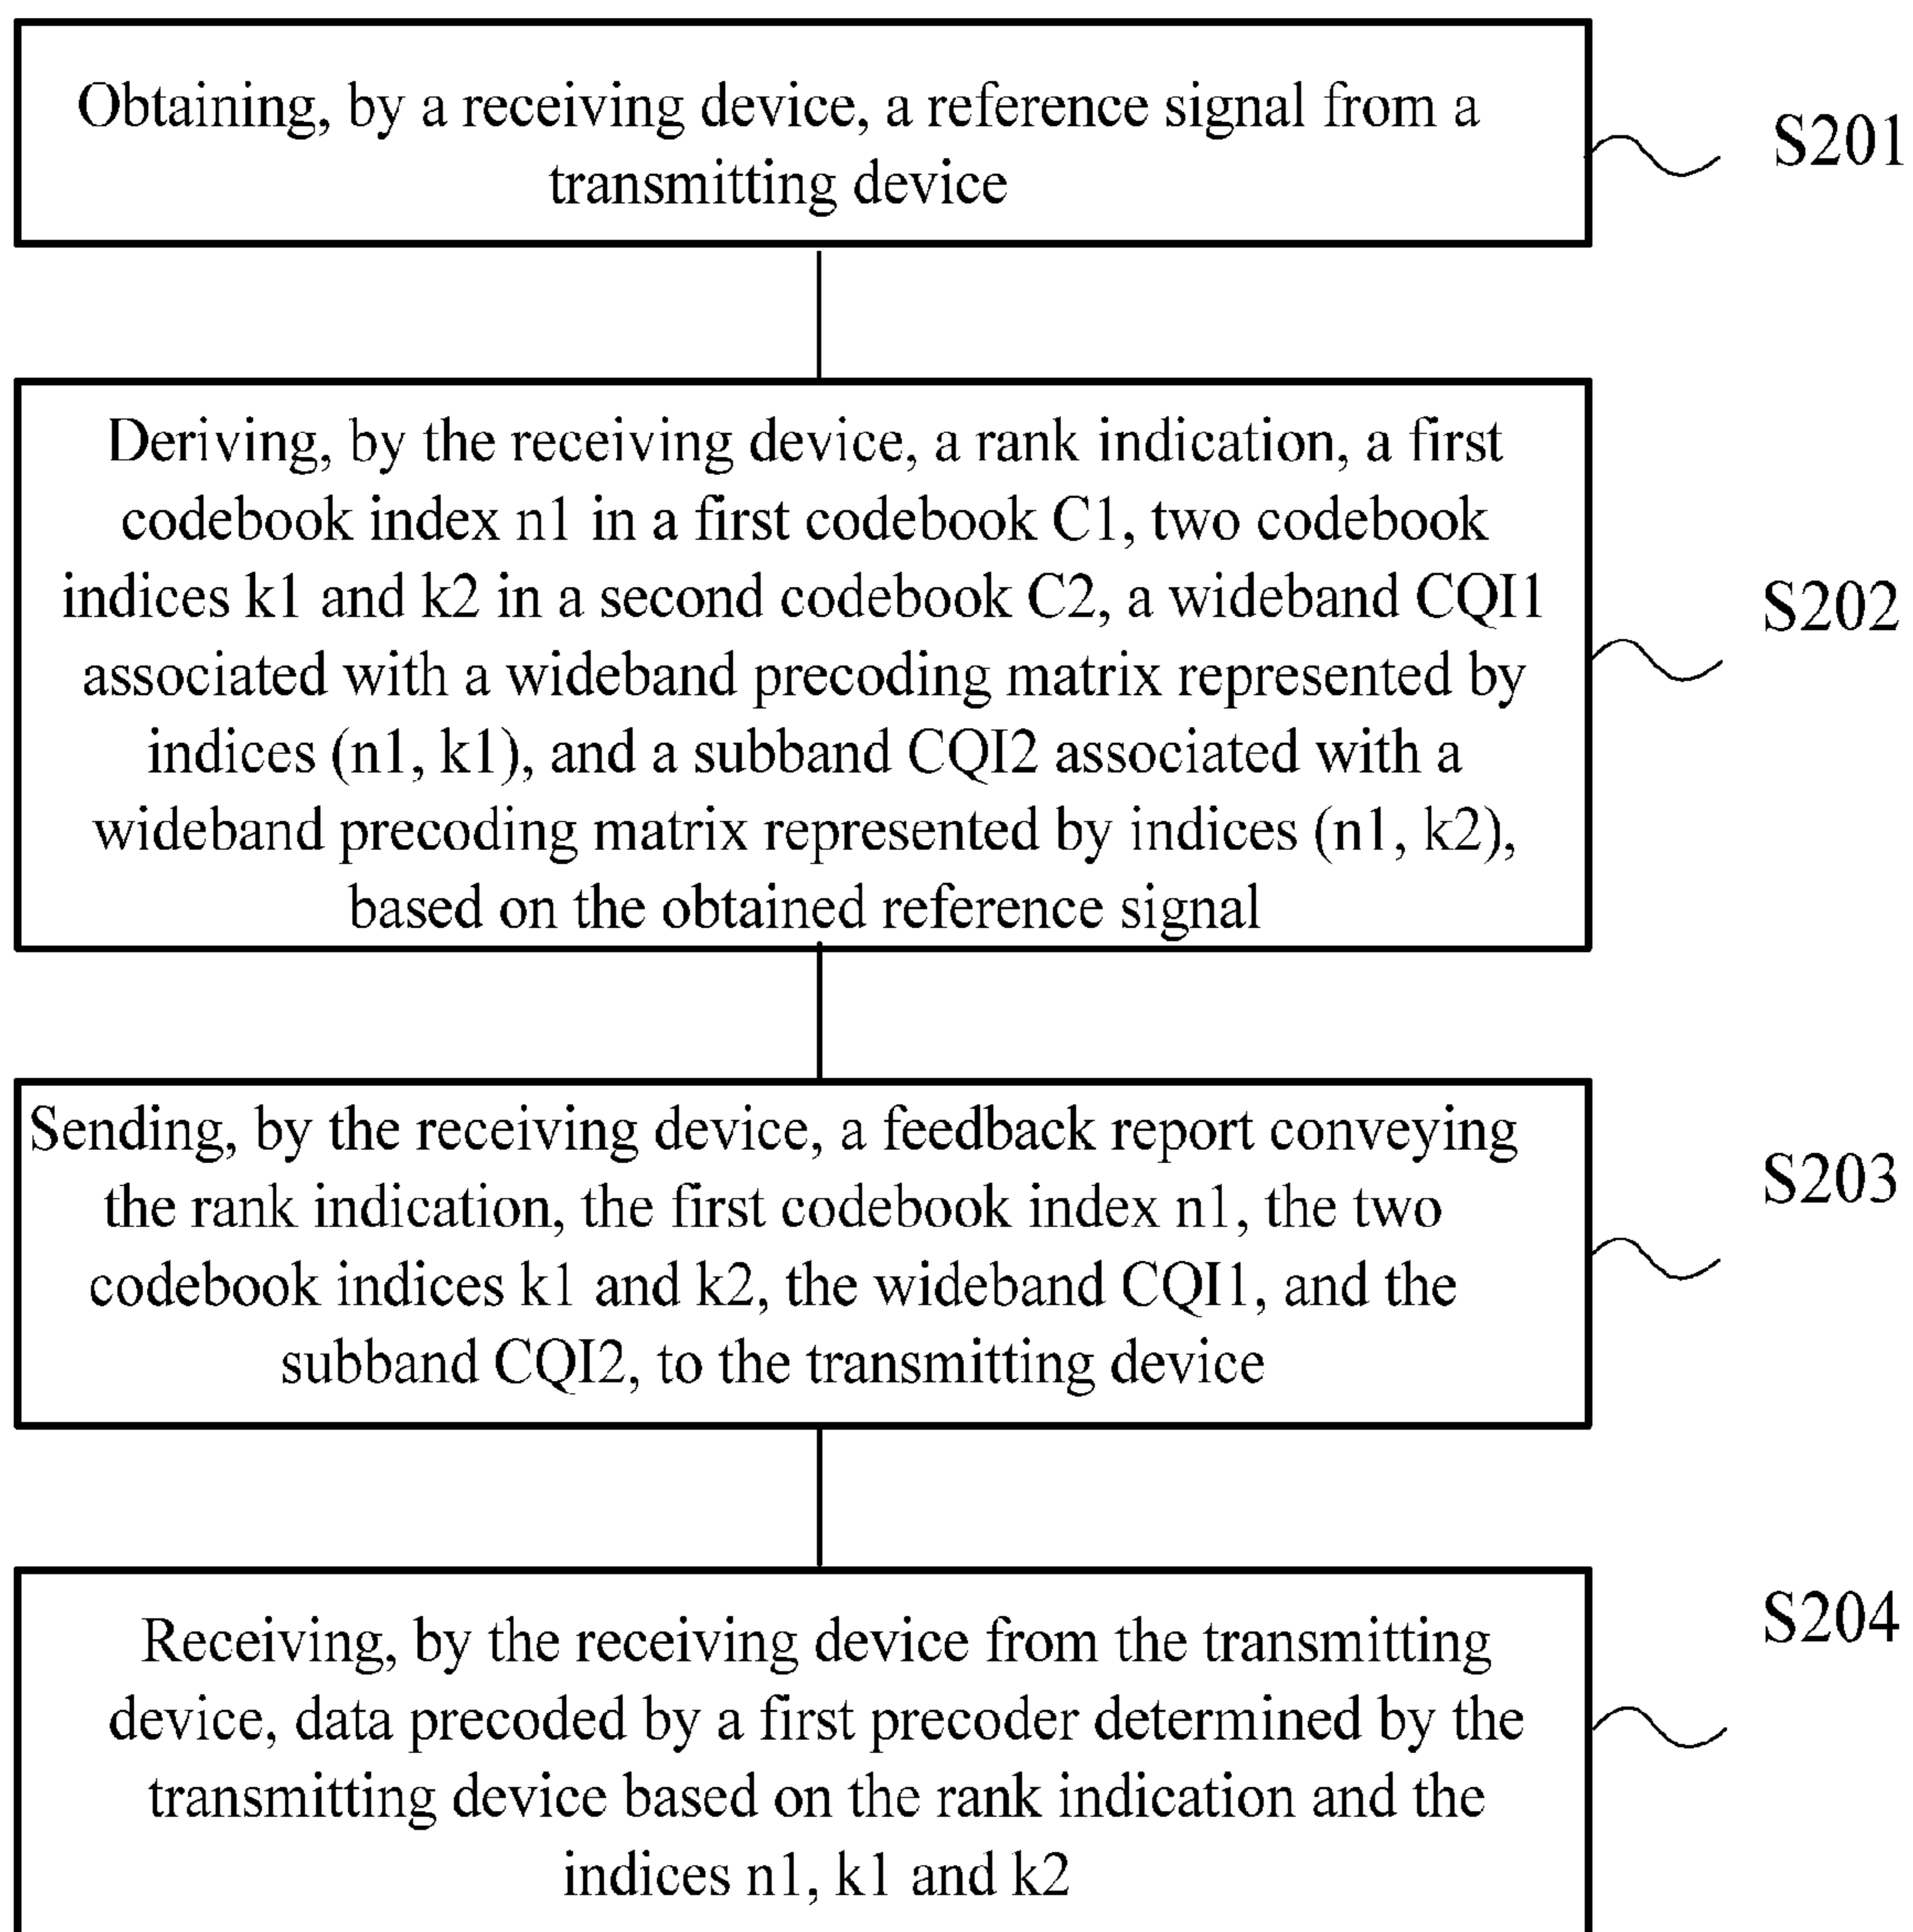 Obtaining, by a receiving device, a reference signal from a
transmitting device
S201
Deriving, by the receiving device, a rank indication, a first
codebook index n1 in a first codebook C1, two codebook
indices k1 and k2 in a second codebook C2, a wideband CQI1
associated with a wideband precoding matrix represented by
indices (n1, k1), and a subband CQI2 associated with a
wideband precoding matrix represented by indices (n1, k2),
based on the obtained reference signal
S202
Sending, by the receiving device, a feedback report conveying
the rank indication, the first codebook index n1, the two
codebook indices k1 and k2, the wideband CQI1, and the
subband CQI2, to the transmitting device
S203
Receiving, by the receiving device from the transmitting
device, data precoded by a first precoder determined by the
transmitting device based on the rank indication and the
indices n1, k1 and k2
S204